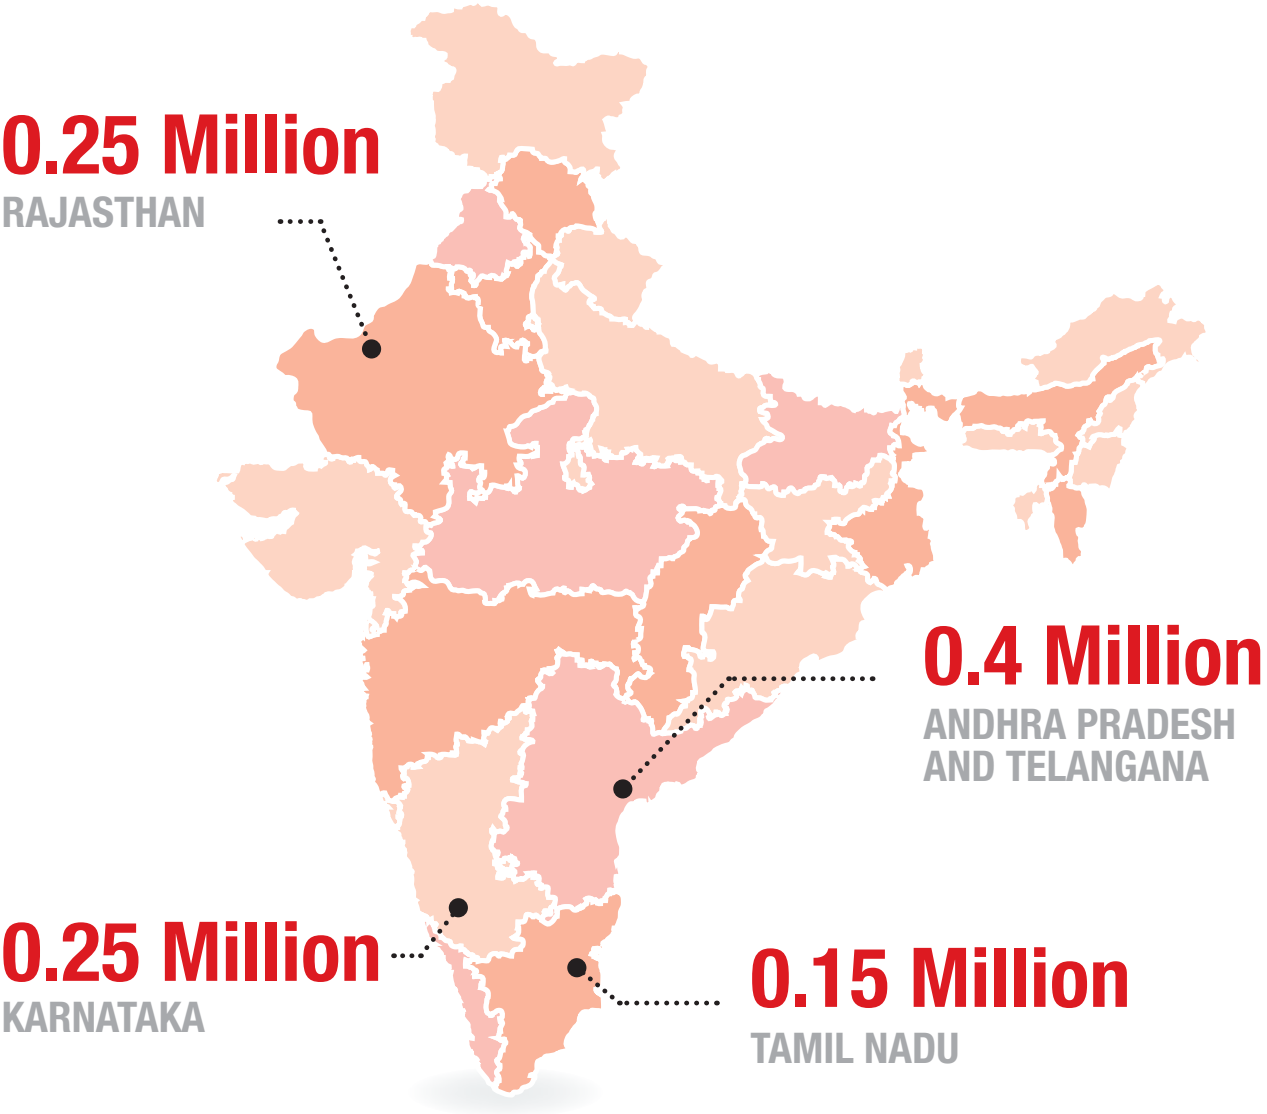 0.25 Million
RAJASTHAN
0.4 Million
ANDHRA PRADESH
AND TELANGANA
0.25 Million
KARNATAKA
0.15 Million
TAMIL NADU